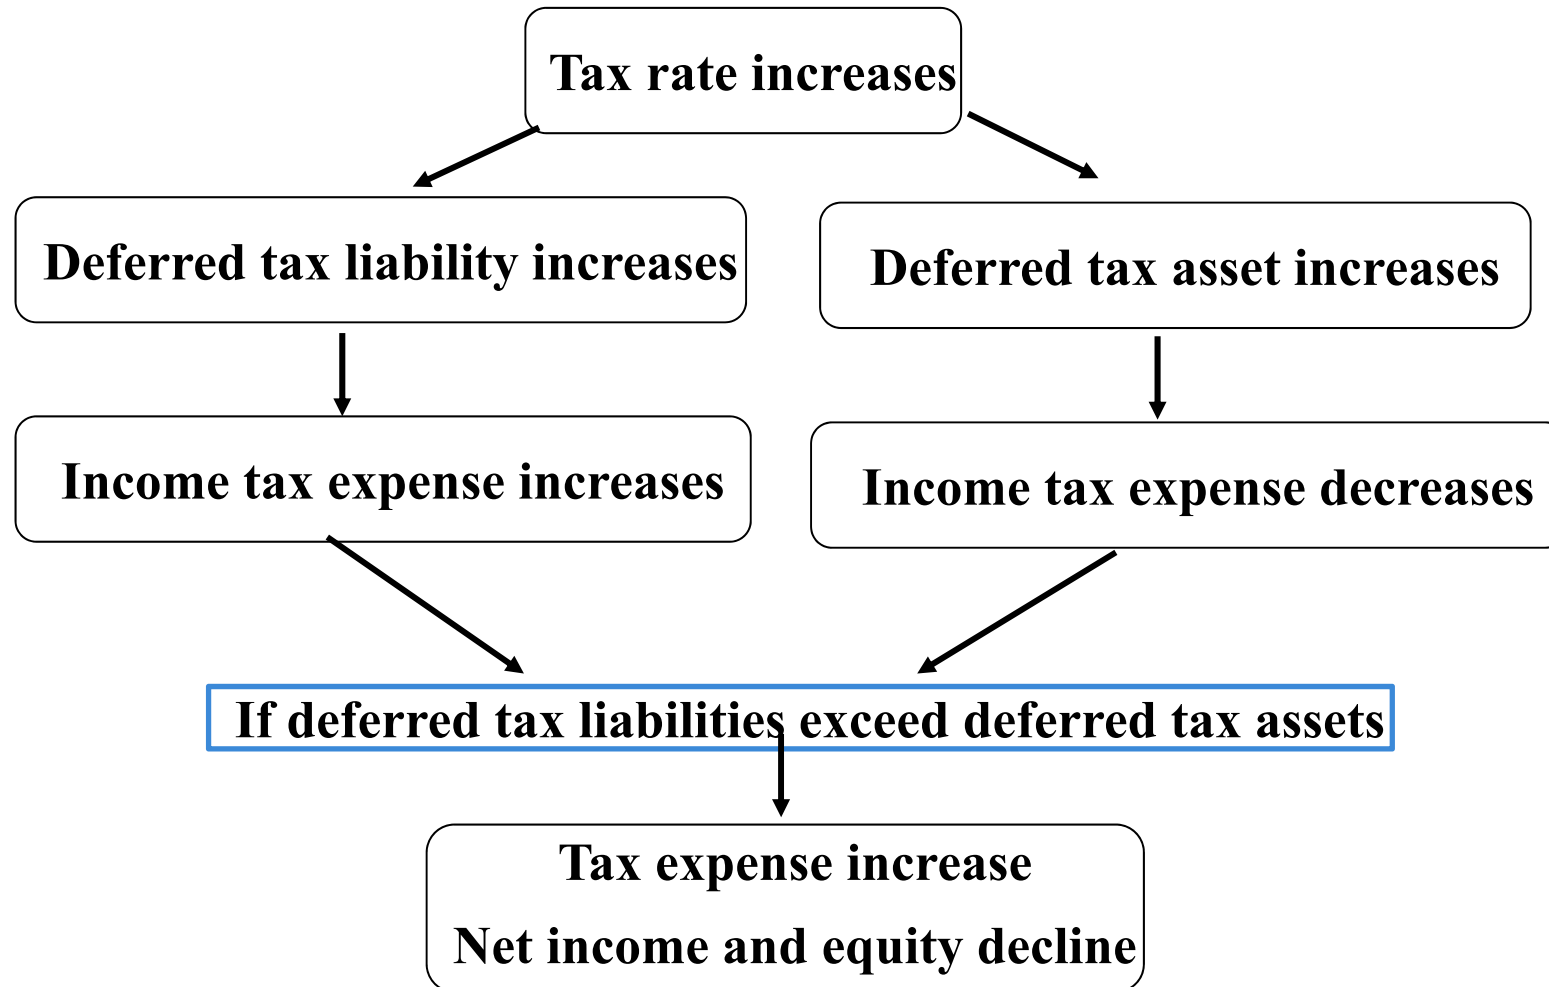 Tax rate increases
Deferred tax liability increases
Deferred tax asset increases
Income tax expense increases
Income tax expense decreases
If deferred tax liabilities exceed deferred tax assets
Tax expense increase
Net income and equity decline